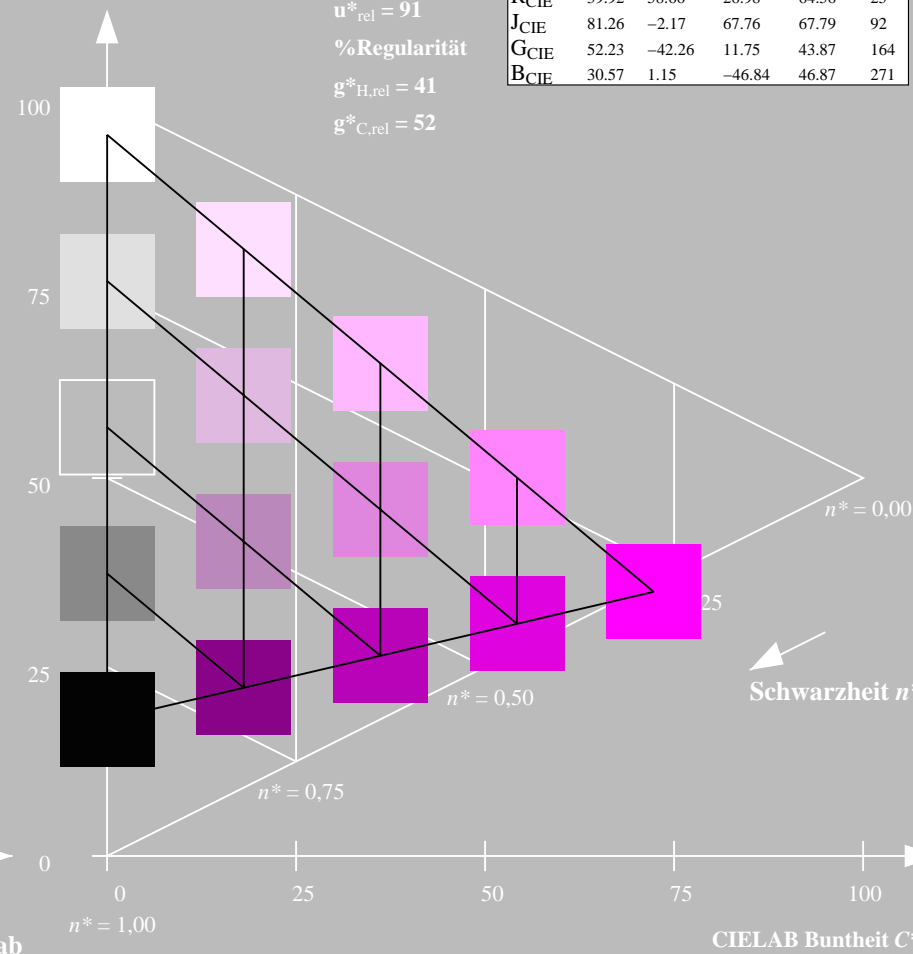 u*rel = 91
%Regularität
g*H,rel = 41
g*C,rel = 52
JCIE 81.26 −2.17 67.76 67.79 92
GCIE 52.23 −42.26 11.75 43.87 164
BCIE 30.57 1.15 −46.84 46.87 271
100
75
50
n* = 0,00
25
25
Schwarzheit n*
n* = 0,50
n* = 0,75
0
0 25 50 75 100
n* = 1,00
ab
CIELAB Buntheit C*